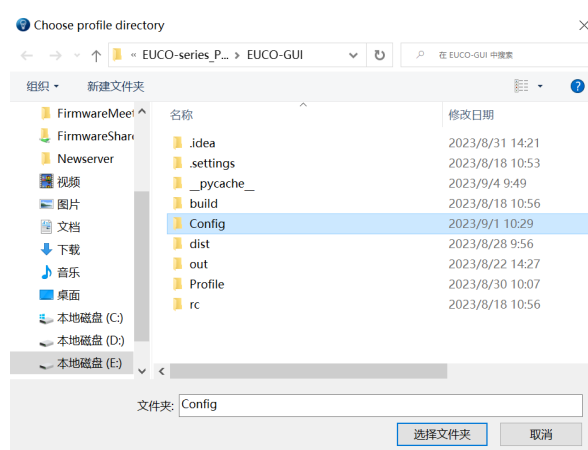 Choose profile directory
« EUCO-series_P... › EUCO-GUI
在 EUCO-GUI 中搜索
组织 新建文件夹
名称 修改日期
FirmwareMeet
FirmwareShare
Newserver
视频
图片
文档
下载
音乐
桌面
本地磁盘 (C:)
本地磁盘 (D:)
本地磁盘 (E:)
.idea 2023/8/31 14:21
.settings 2023/8/18 10:53
__pycache__ 2023/9/4 9:49
build 2023/8/18 10:56
Config 2023/9/1 10:29
dist 2023/8/28 9:56
out 2023/8/22 14:27
Profile 2023/8/30 10:07
rc 2023/8/18 10:56
文件夹: Config
选择文件夹 取消